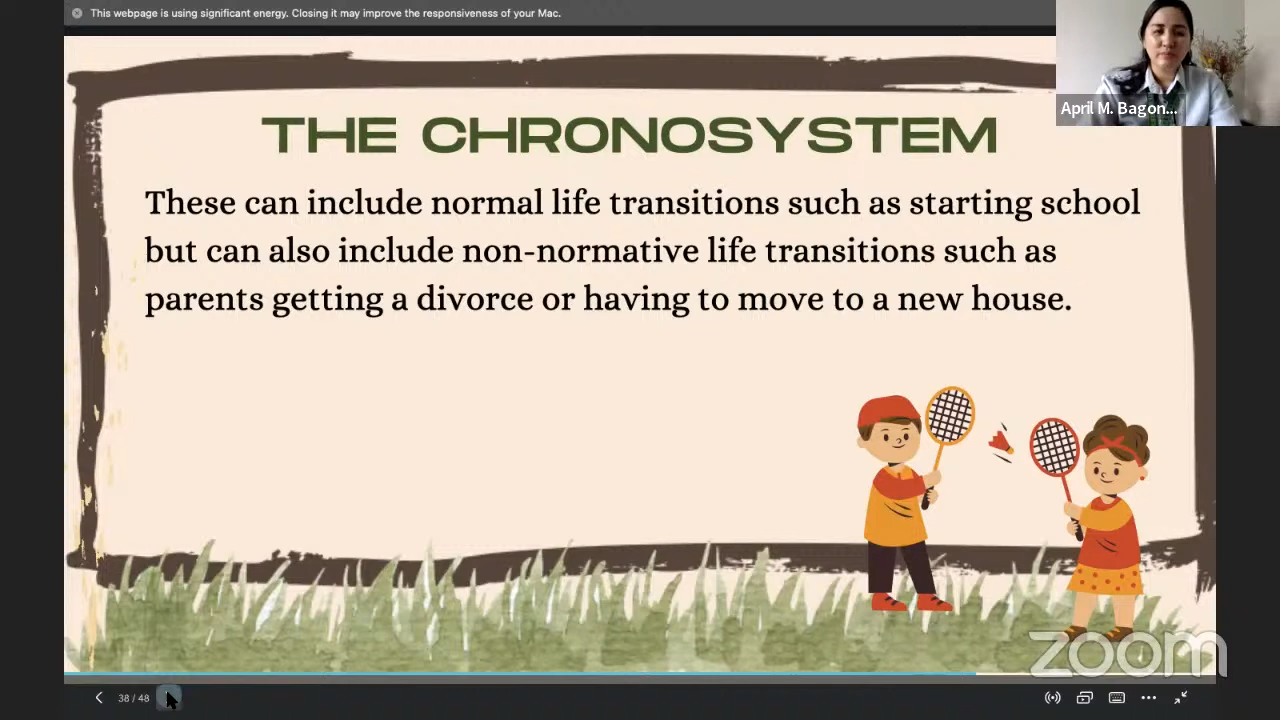 This webpage is using significant energy. Closing it may improve the responsiveness of your Mac.
April M. Bagon...
THE CHRONOSYSTEM
These can include normal life transitions such as starting school
but can also include non-normative life transitions such as
parents getting a divorce or having to move to a new house.
zoom
38 / 48